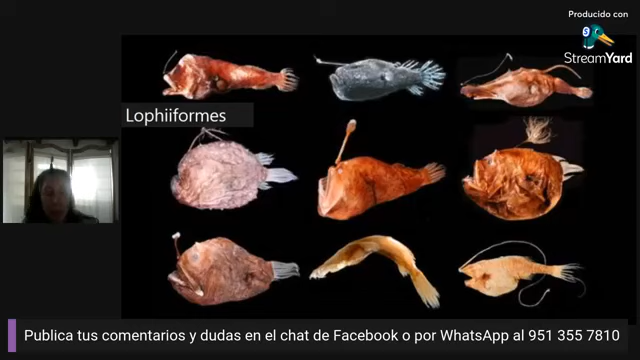 Producido con
StreamYard
Lophiiformes
Publica tus comentarios y dudas en el chat de Facebook o por WhatsApp al 951 355 7810